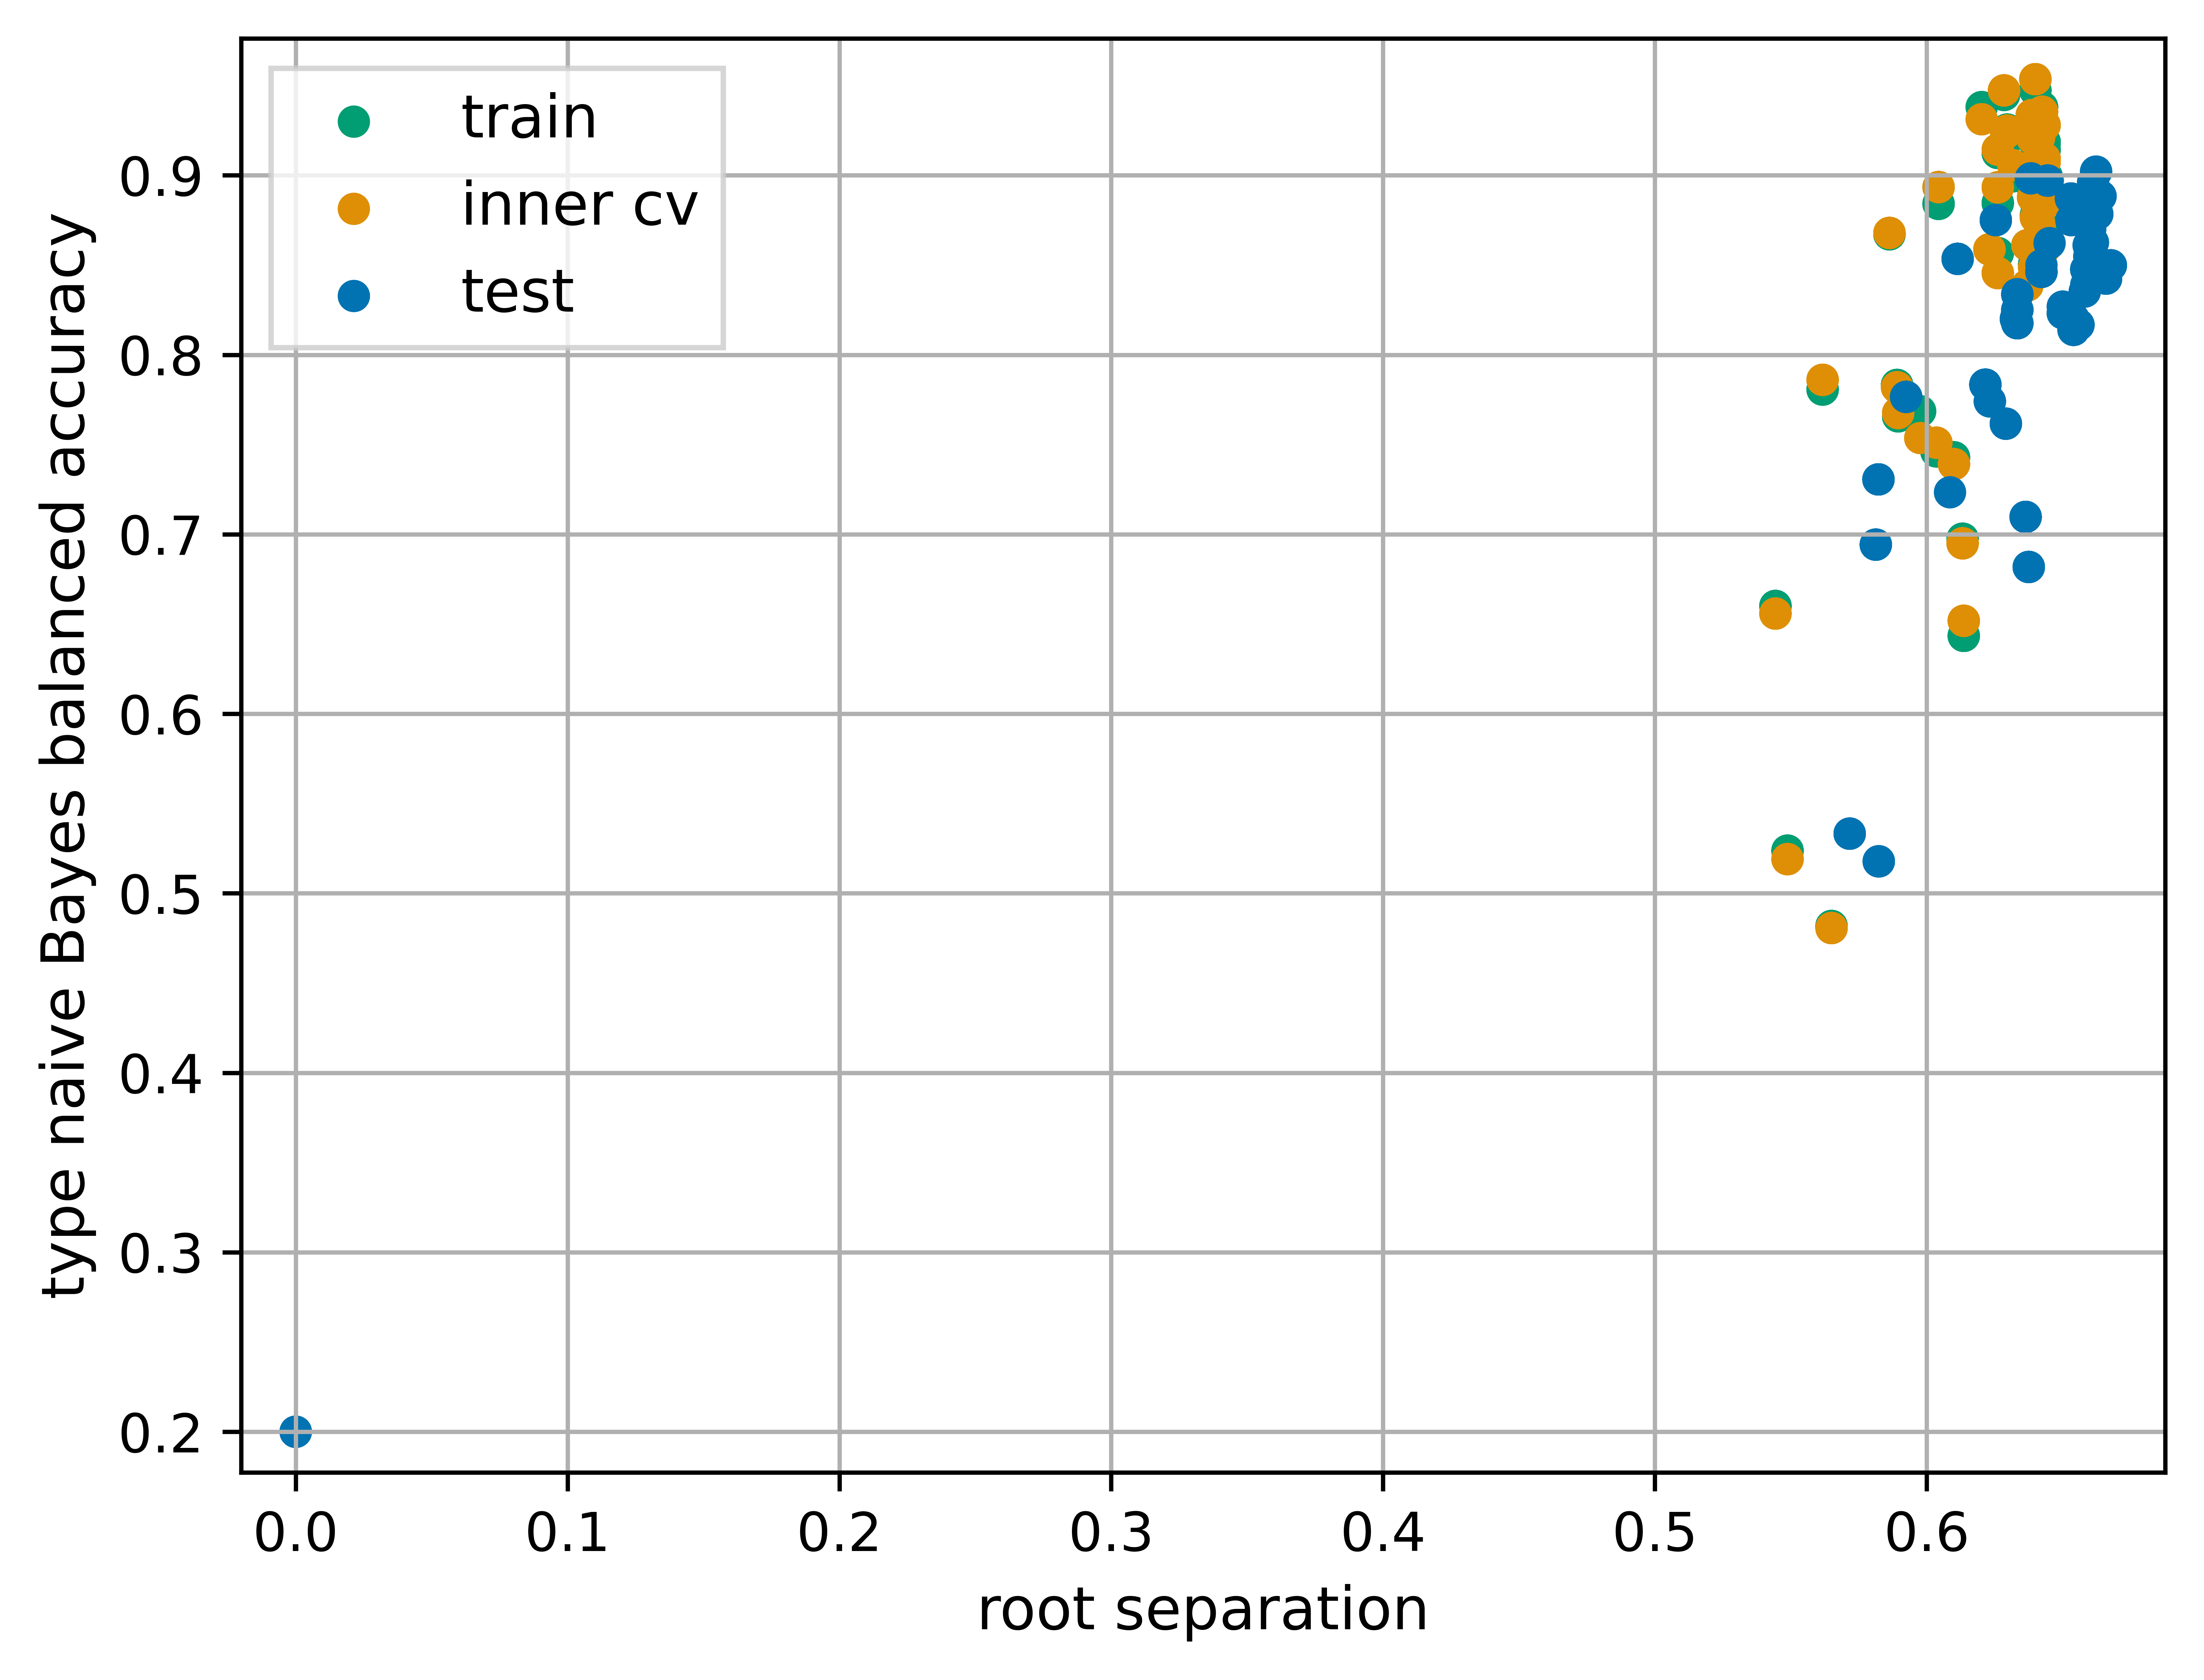 train
inner cv
test
0.9
0.8
0.7
0.6
0.5
0.4
0.3
0.2
type naive Bayes balanced accuracy
0.0 0.1 0.2 0.3 0.4 0.5 0.6
root separation